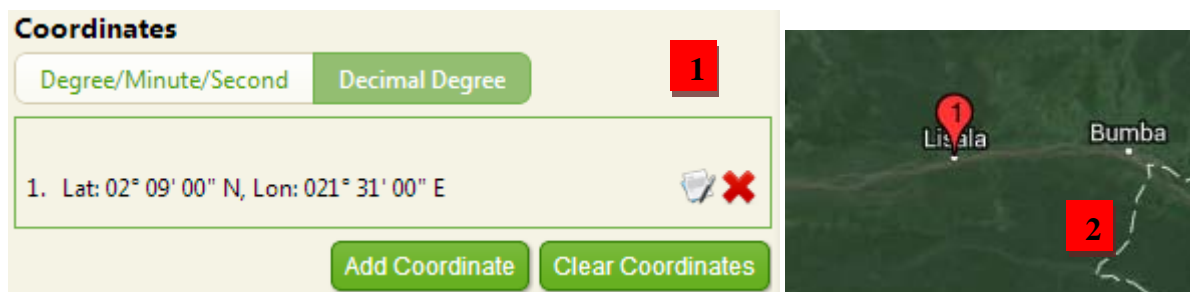 Coordinates
Degree/Minute/Second Decimal Degree
1
1. Lat: 02° 09' 00" N, Lon: 021° 31' 00" E
Add Coordinate Clear Coordinates
1
Lisala
Bumba
2